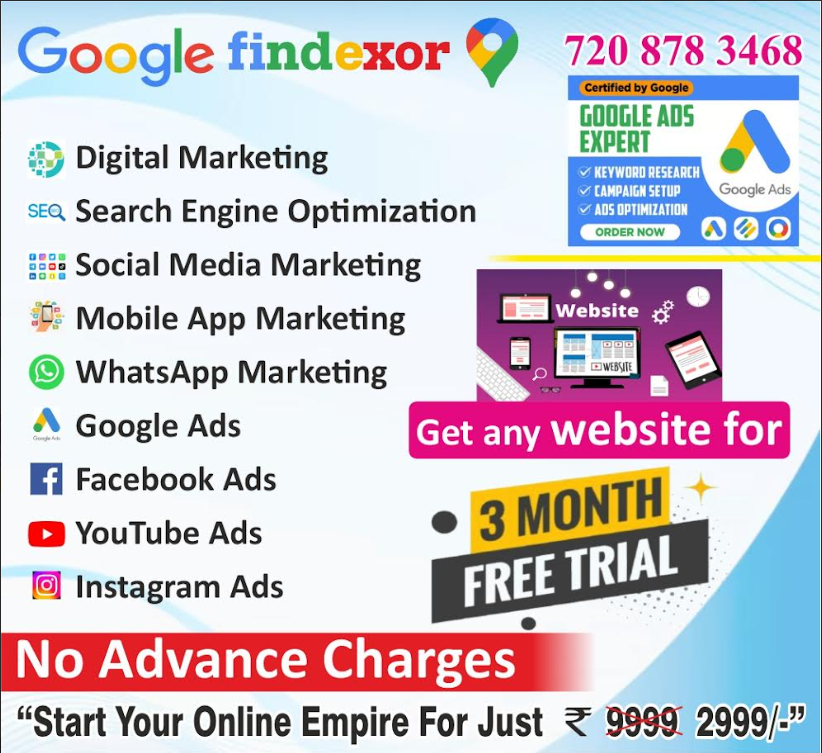 Google findexor
720 878 3468
Certified by Google
GOOGLE ADS
EXPERT
KEYWORD RESEARCH
CAMPAIGN SETUP
ADS OPTIMIZATION
ORDER NOW
Google Ads
Digital Marketing
SEO
Search Engine Optimization
Social Media Marketing
Mobile App Marketing
WhatsApp Marketing
Google Ads
Google Ads
Facebook Ads
YouTube Ads
Instagram Ads
Website
WEBSITE
Get any website for
3 MONTH
FREE TRIAL
No Advance Charges
“Start Your Online Empire For Just ₹ 9999 2999/-”